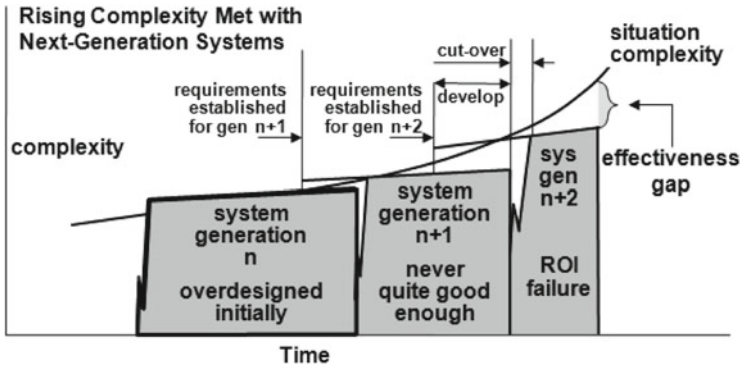 Rising Complexity Met with
Next-Generation Systems
situation
complexity
cut-over
requirements
established
for gen n+1
requirements
established
for gen n+2
develop
complexity
effectiveness
gap
system
generation
n
overdesigned
initially
system
generation
n+1
never
quite good
enough
sys
gen
n+2
ROI
failure
Time